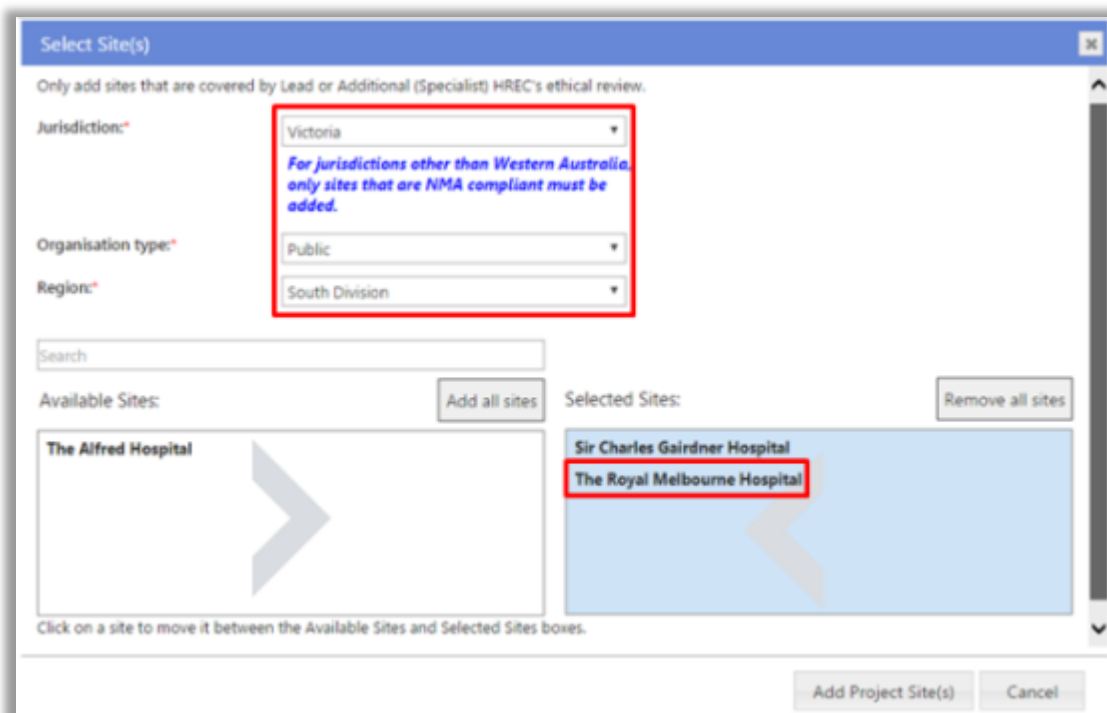 Select Site(s)
Only add sites that are covered by Lead or Additional (Specialist) HREC's ethical review.
Jurisdiction:*
Victoria
For jurisdictions other than Western Australia,
only sites that are NMA compliant must be
added.
Organisation type:*
Public
Region:*
South Division
Search
Available Sites:
Add all sites
Selected Sites:
Remove all sites
The Alfred Hospital
Sir Charles Gairdner Hospital
The Royal Melbourne Hospital
Click on a site to move it between the Available Sites and Selected Sites boxes.
Add Project Site(s)
Cancel